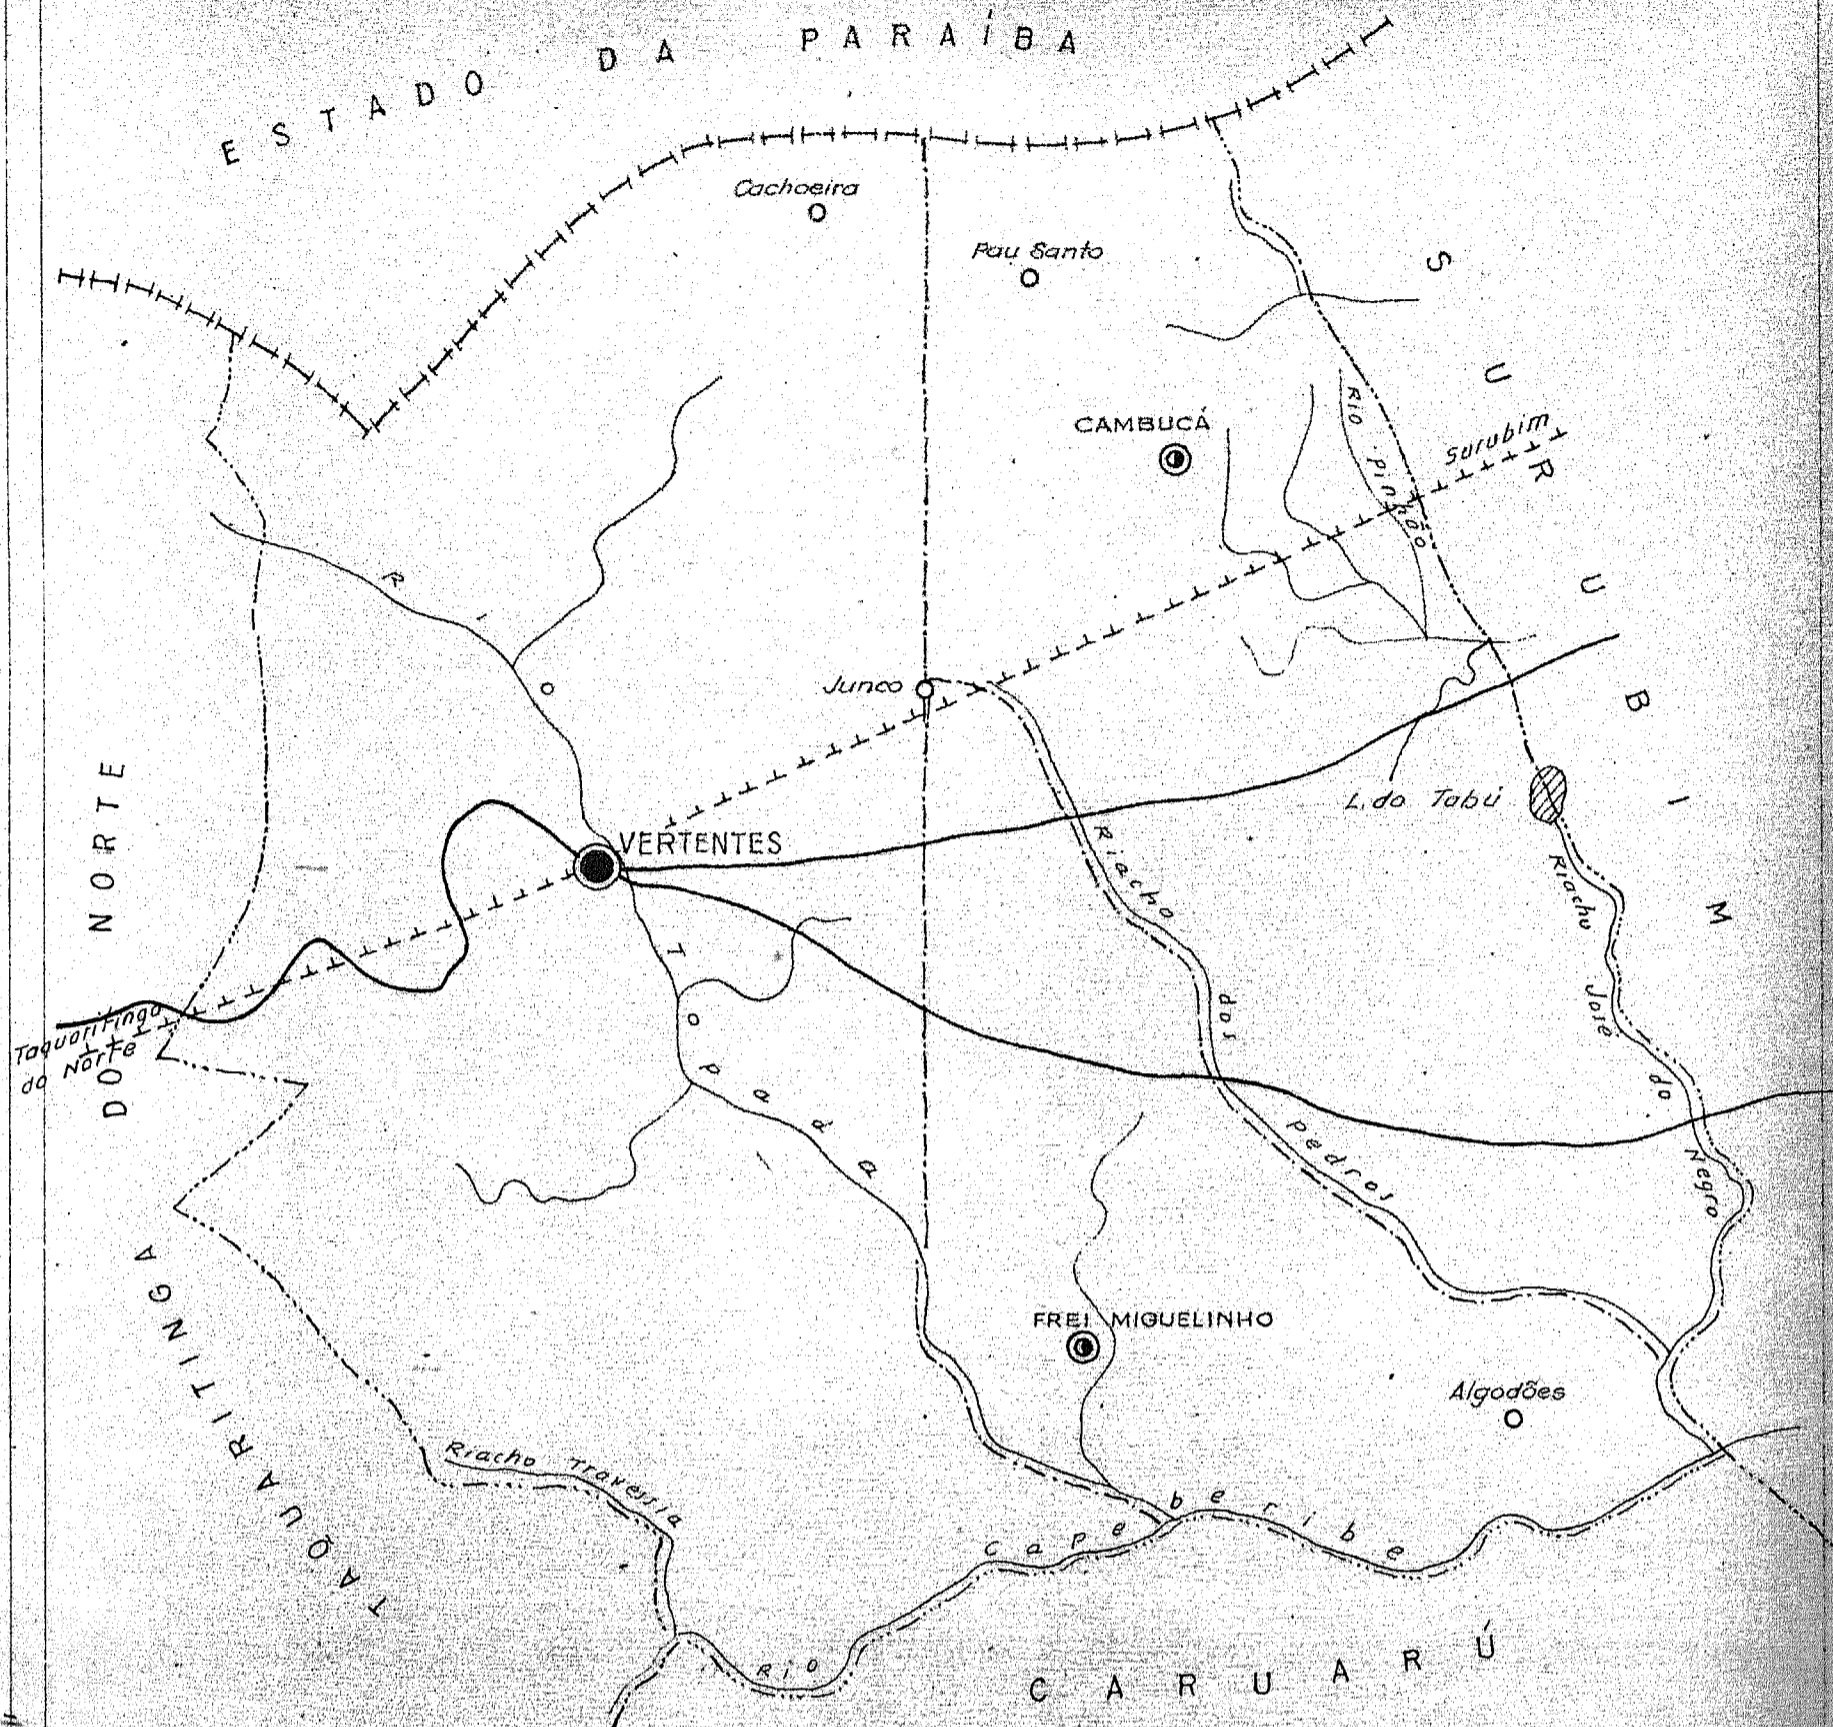 ESTADO DA PARAÍBA
Cachoeira
Pau Santo
SURUBIM
CAMBUCÁ
Rio Pinhão
Surubim
Rio Topada
Junco
L. do Tabú
VERTENTES
Riacho das Pedras
Riacho José do Negro
Taquaritinga
do Norte
TAQUARITINGA DO NORTE
FREI MIGUELINHO
Algodões
Riacho Travessia
Rio Capeberibe
CARUARÚ